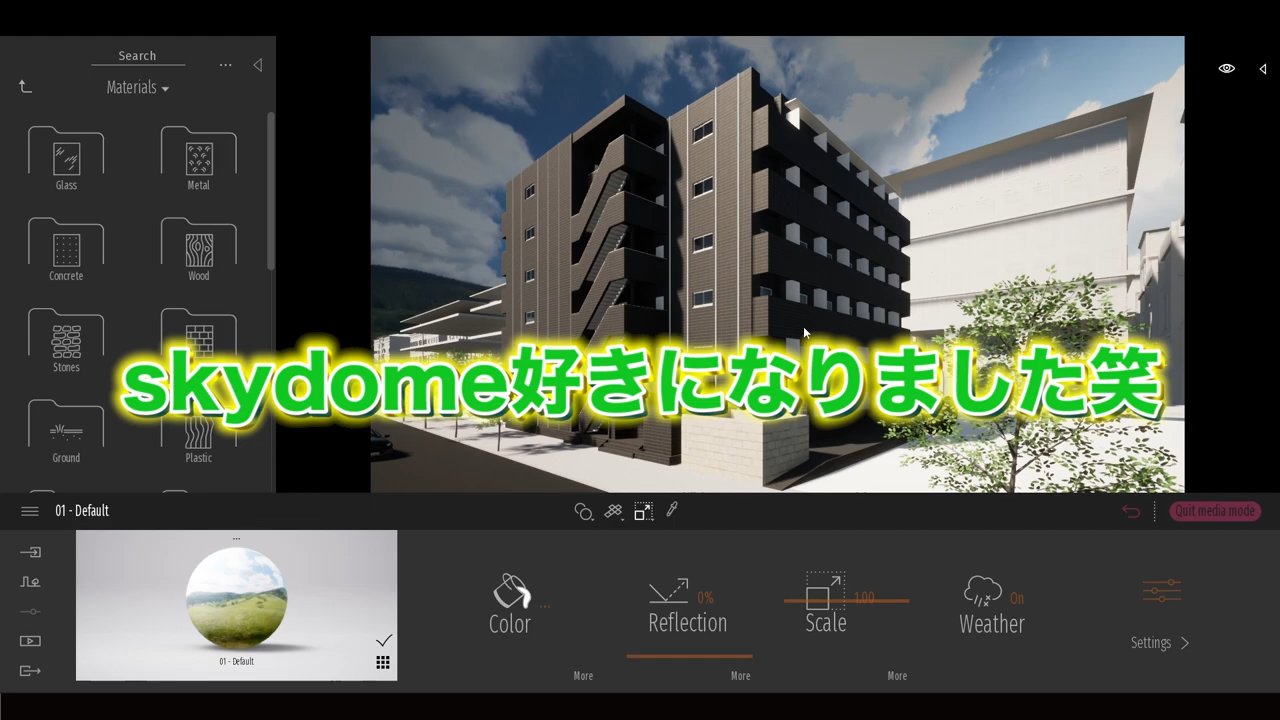 Search
...
Materials
Glass
Metal
Concrete
Wood
Stones
skydome好きになりました笑
Ground
Plastic
01 - Default
Quit media mode
...
01 - Default
Color
...
More
Reflection
0%
More
Scale
1.00
More
Weather
On
Settings